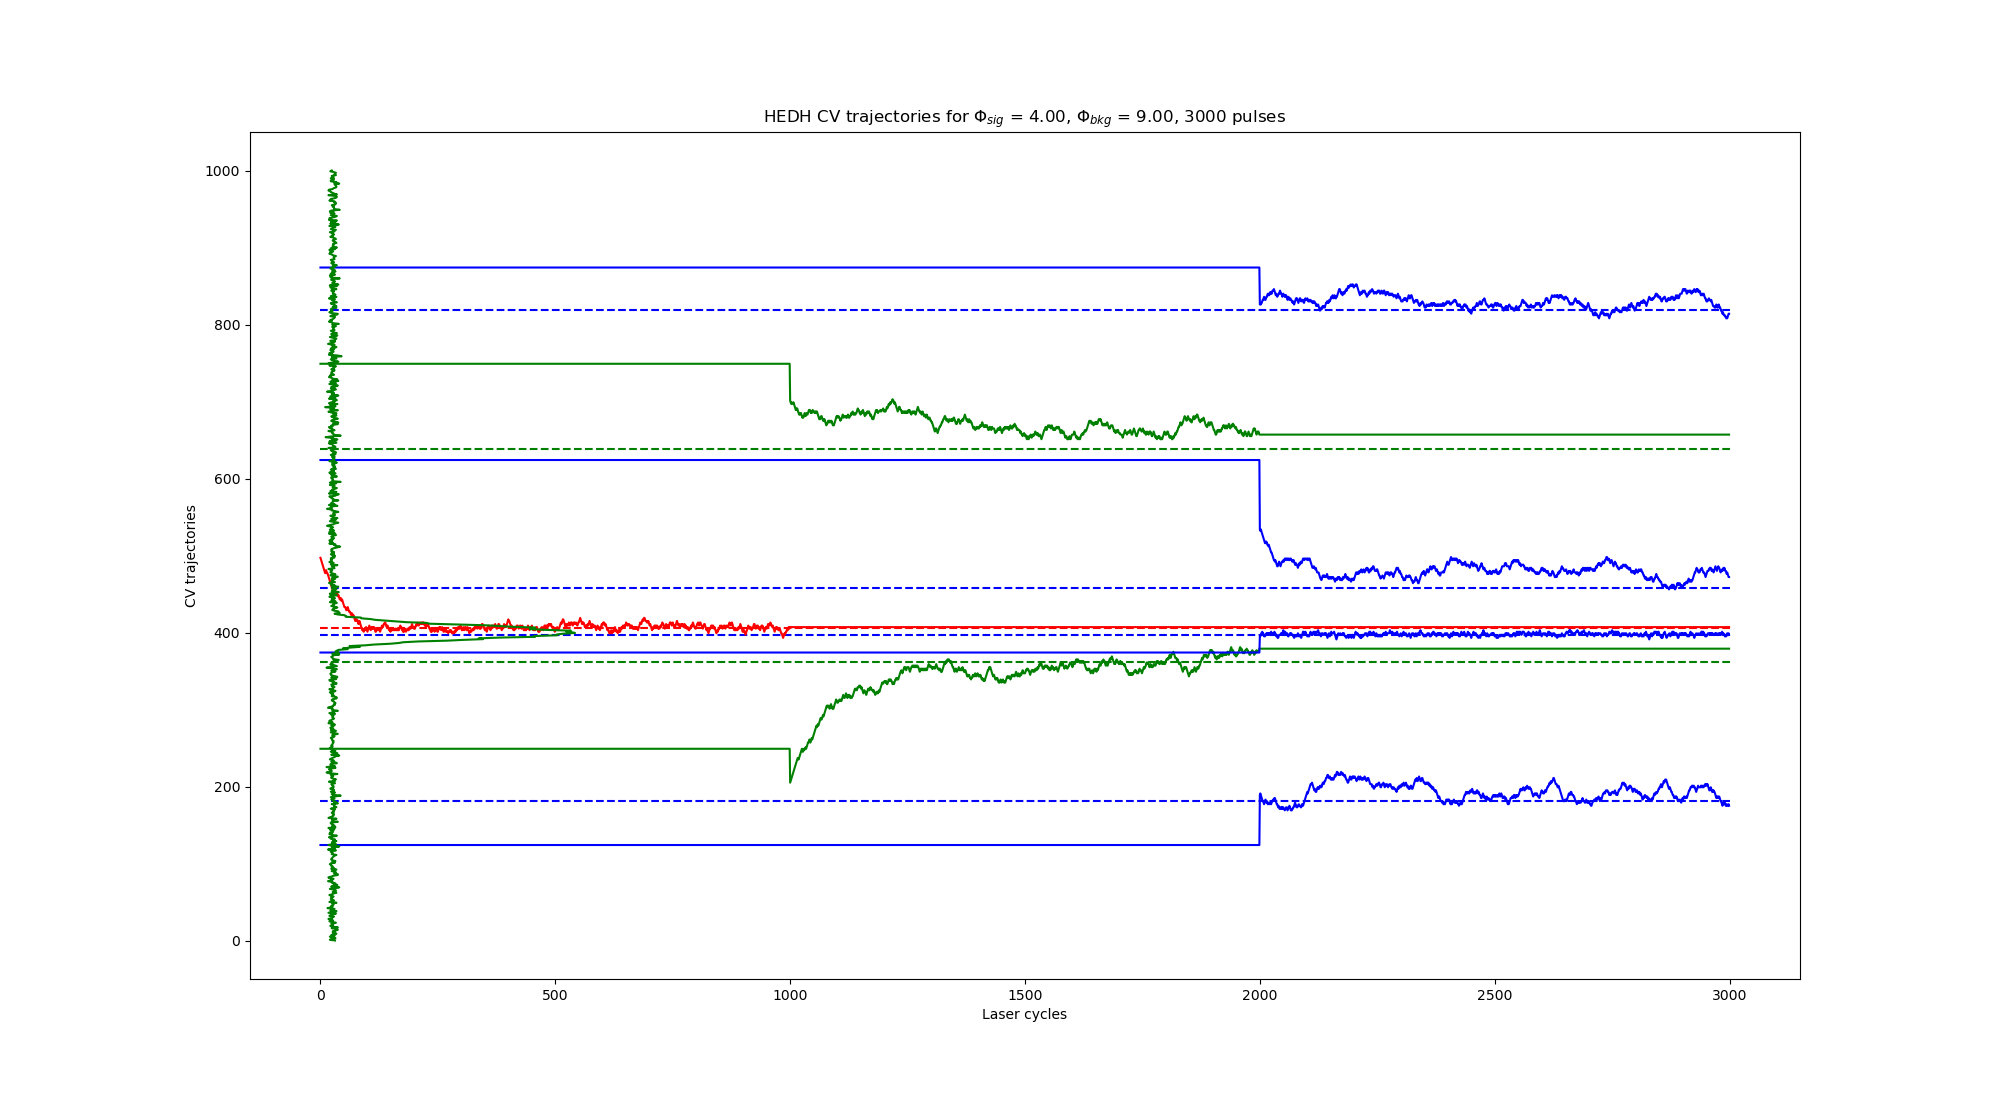 HEDH CV trajectories for Φsig = 4.00, Φbkg = 9.00, 3000 pulses
1000
800
600
400
200
0
CV trajectories
0 500 1000 1500 2000 2500 3000
Laser cycles